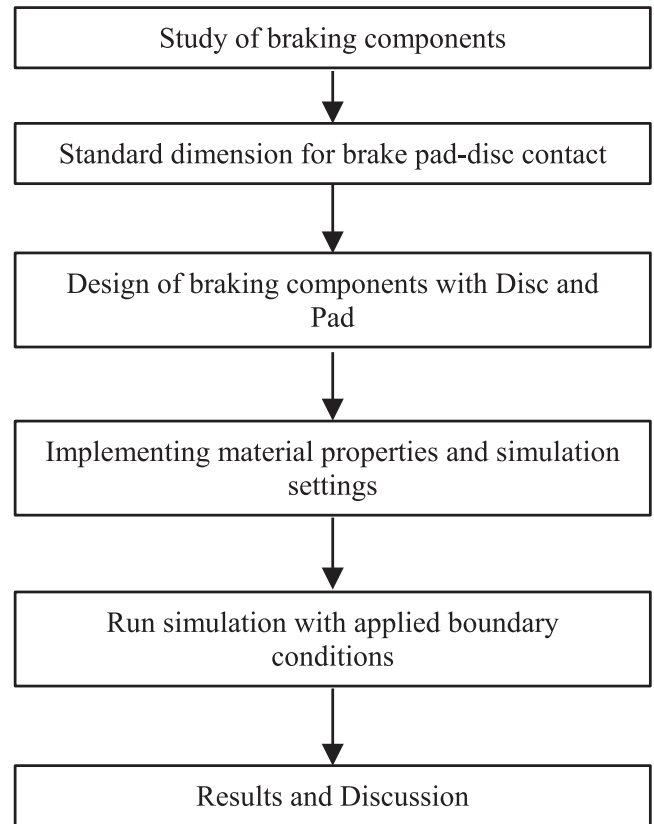 Study of braking components
Standard dimension for brake pad-disc contact
Design of braking components with Disc and
Pad
Implementing material properties and simulation
settings
Run simulation with applied boundary
conditions
Results and Discussion